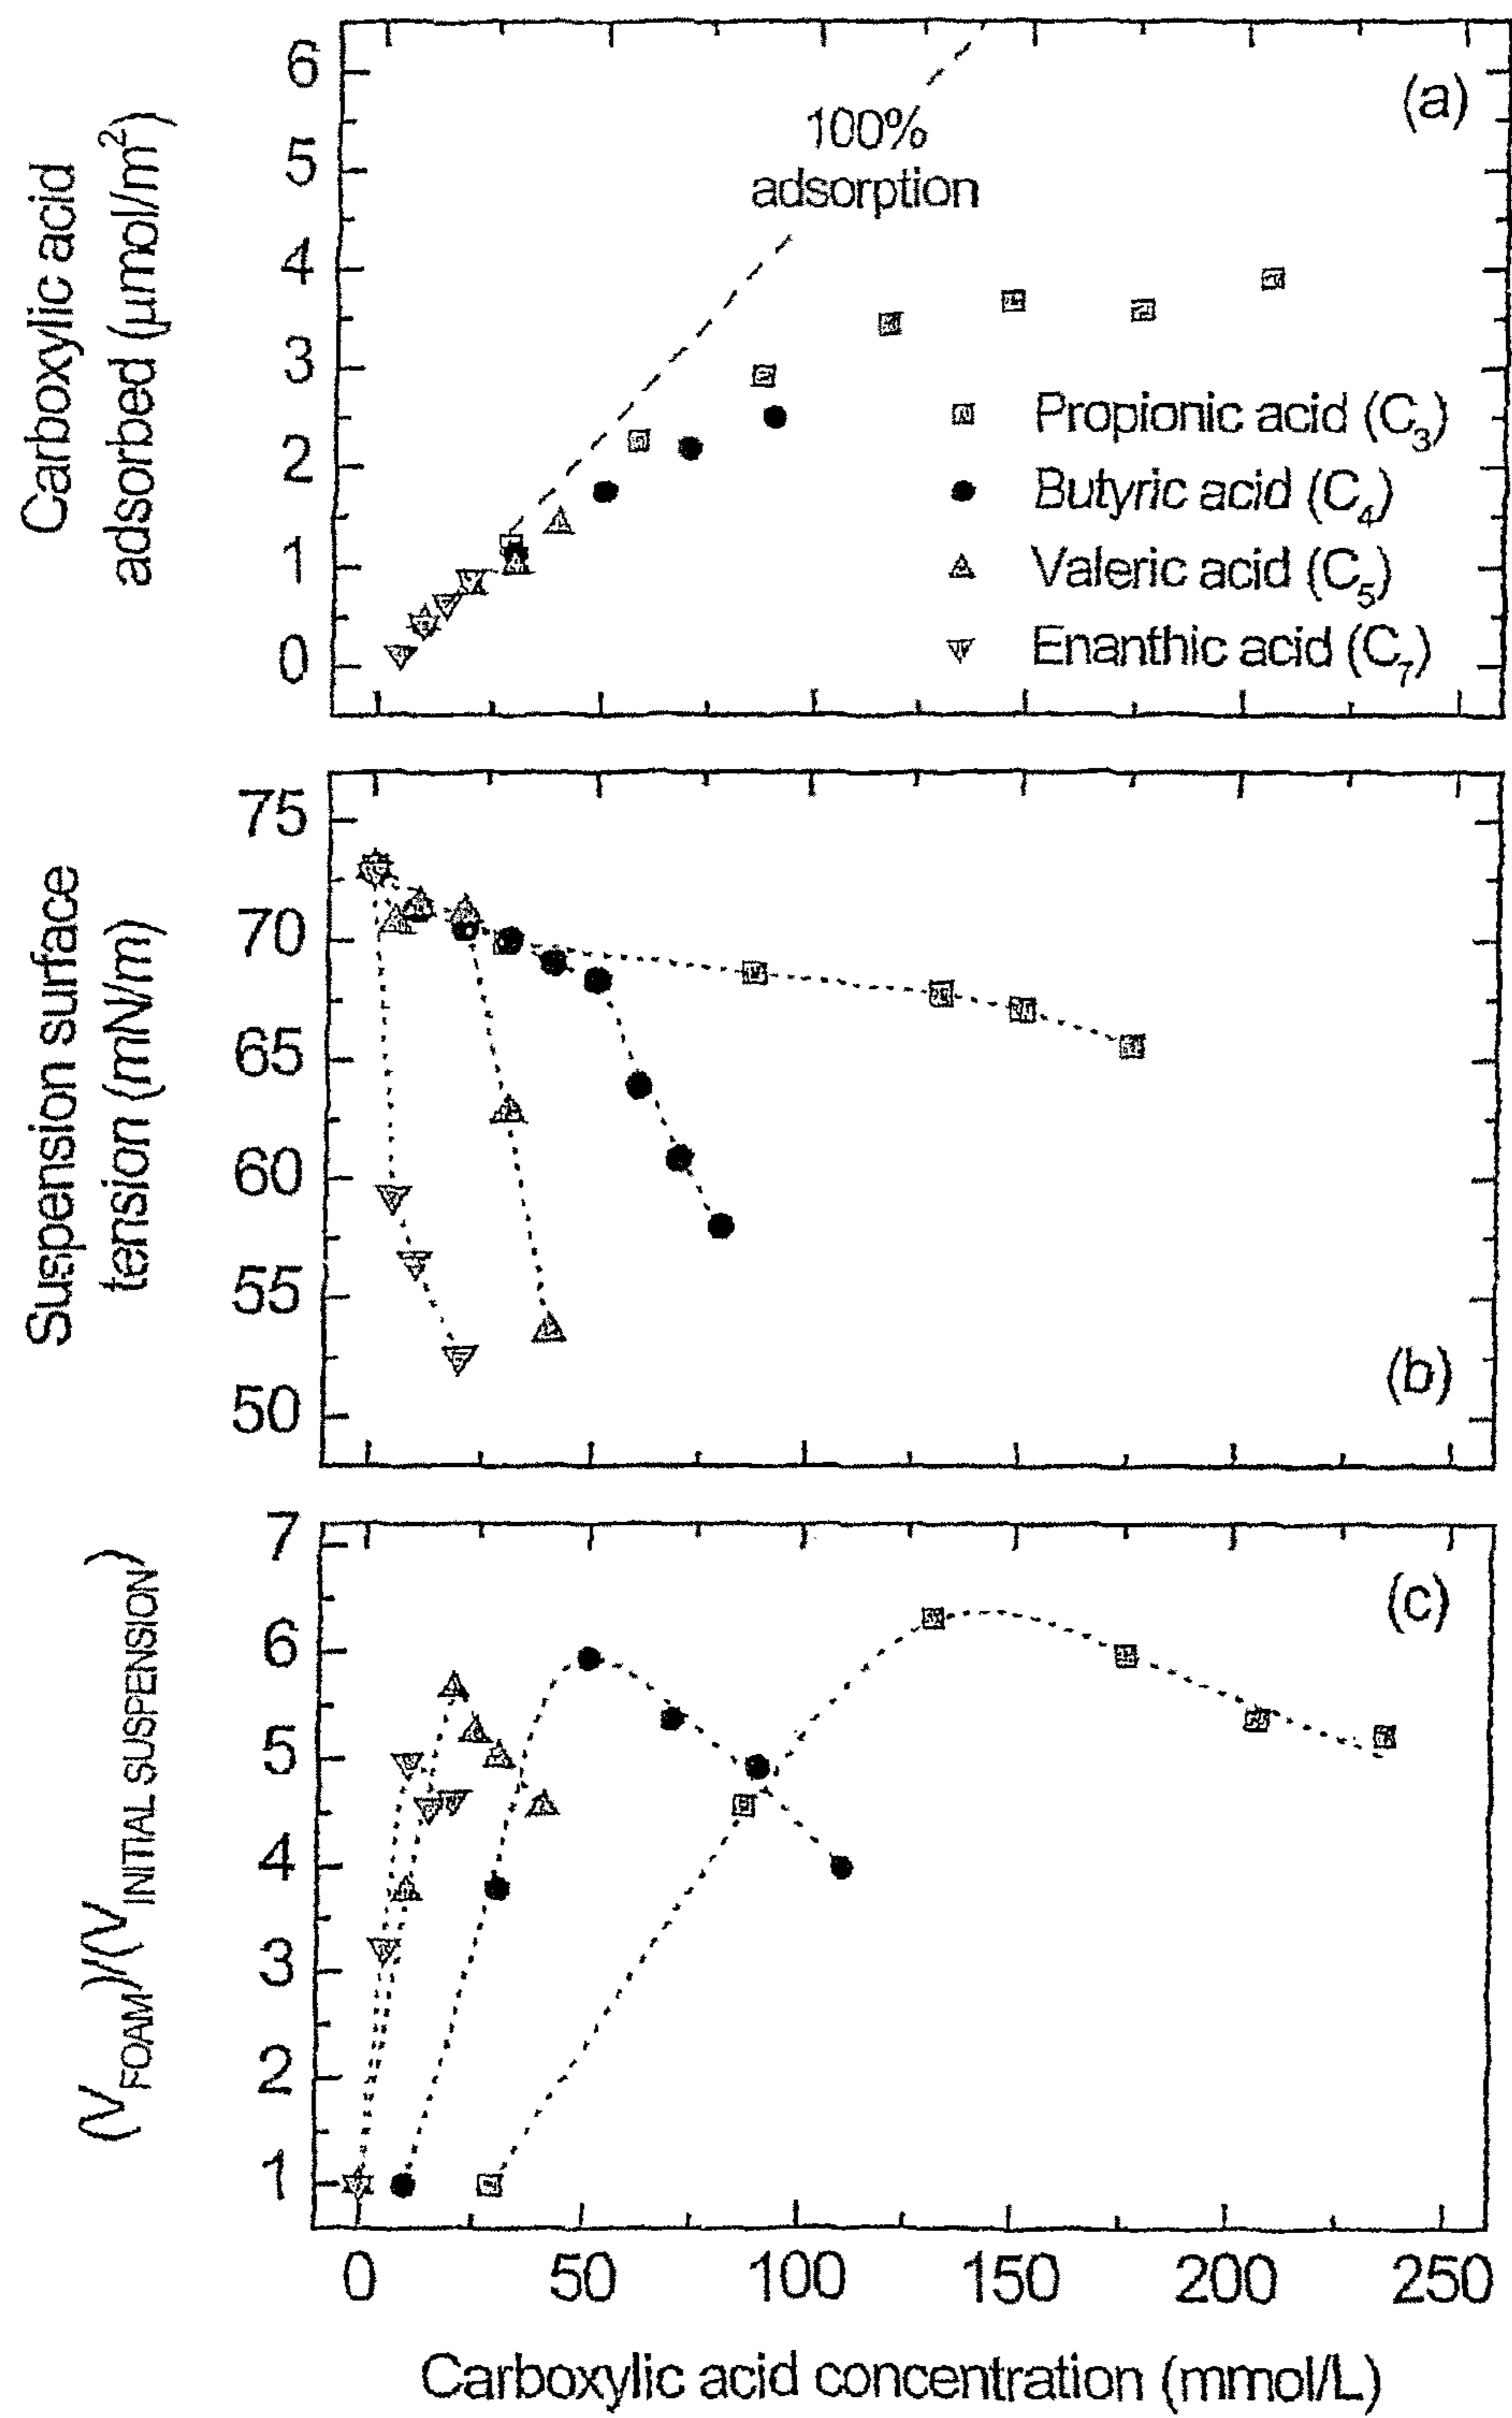 6
5
4
3
2
1
0
Carboxylic acid
adsorbed (μmol/m²)
(a)
100%
adsorption
Propionic acid (C₃)
Butyric acid (C₄)
Valeric acid (C₅)
Enanthic acid (C₇)
75
70
65
60
55
50
Suspension surface
tension (mN/m)
(b)
7
6
5
4
3
2
1
(V_FOAM)/(V_INITIAL SUSPENSION)
(c)
0 50 100 150 200 250
Carboxylic acid concentration (mmol/L)